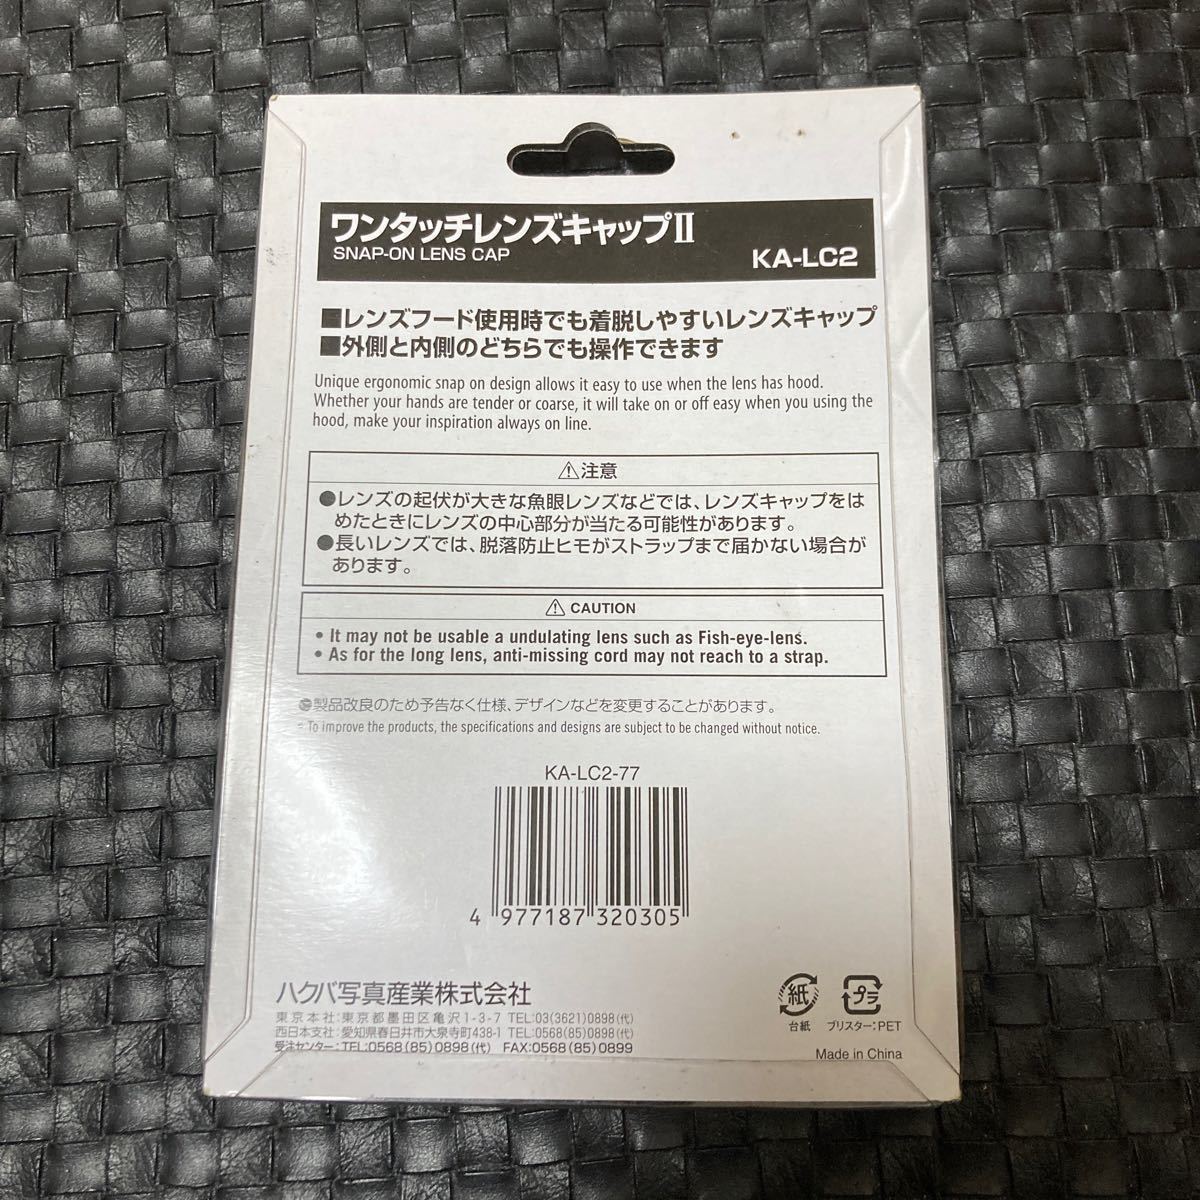 ワンタッチレンズキャップⅡ
SNAP-ON LENS CAP
KA-LC2
■レンズフード使用時でも着脱しやすいレンズキャップ
■外側と内側のどちらでも操作できます
Unique ergonomic snap on design allows it easy to use when the lens has hood.
Whether your hands are tender or coarse, it will take on or off easy when you using the
hood, make your inspiration always on line.
⚠注意
●レンズの起伏が大きな魚眼レンズなどでは、レンズキャップをは
めたときにレンズの中心部分が当たる可能性があります。
●長いレンズでは、脱落防止ヒモがストラップまで届かない場合が
あります。
⚠ CAUTION
• It may not be usable a undulating lens such as Fish-eye-lens.
• As for the long lens, anti-missing cord may not reach to a strap.
●製品改良のため予告なく仕様、デザインなどを変更することがあります。
To improve the products, the specifications and designs are subject to be changed without notice.
KA-LC2-77
4 977187 320305
ハクバ写真産業株式会社
東京本社：東京都墨田区亀沢1-3-7 TEL:03(3621)0898(代)
西日本支社：愛知県春日井市大泉寺町438-1 TEL:0568(85)0898(代)
受注センター：TEL:0568(85)0898(代) FAX:0568(85)0899
紙
台紙
プラ
ブリスター：PET
Made in China